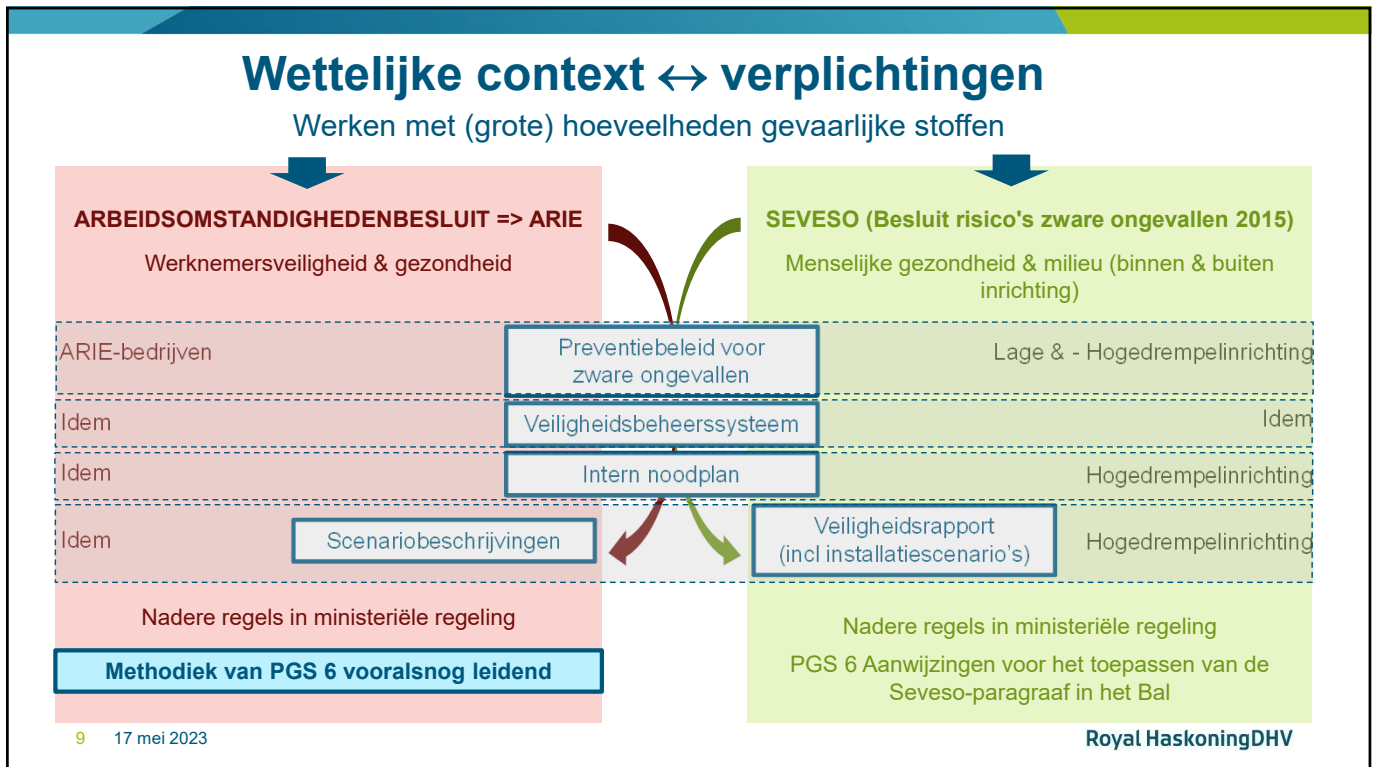 Wettelijke context ↔ verplichtingen
Werken met (grote) hoeveelheden gevaarlijke stoffen
ARBEIDSOMSTANDIGHEDENBESLUIT => ARIE
Werknemersveiligheid & gezondheid
SEVESO (Besluit risico's zware ongevallen 2015)
Menselijke gezondheid & milieu (binnen & buiten
inrichting)
ARIE-bedrijven
Preventiebeleid voor
zware ongevallen
Lage & - Hogedrempelinrichting
Idem
Veiligheidsbeheerssysteem
Idem
Idem
Intern noodplan
Hogedrempelinrichting
Idem
Scenariobeschrijvingen
Veiligheidsrapport
(incl installatiescenario's)
Hogedrempelinrichting
Nadere regels in ministeriële regeling
Methodiek van PGS 6 vooralsnog leidend
Nadere regels in ministeriële regeling
PGS 6 Aanwijzingen voor het toepassen van de
Seveso-paragraaf in het Bal
9 17 mei 2023
Royal HaskoningDHV